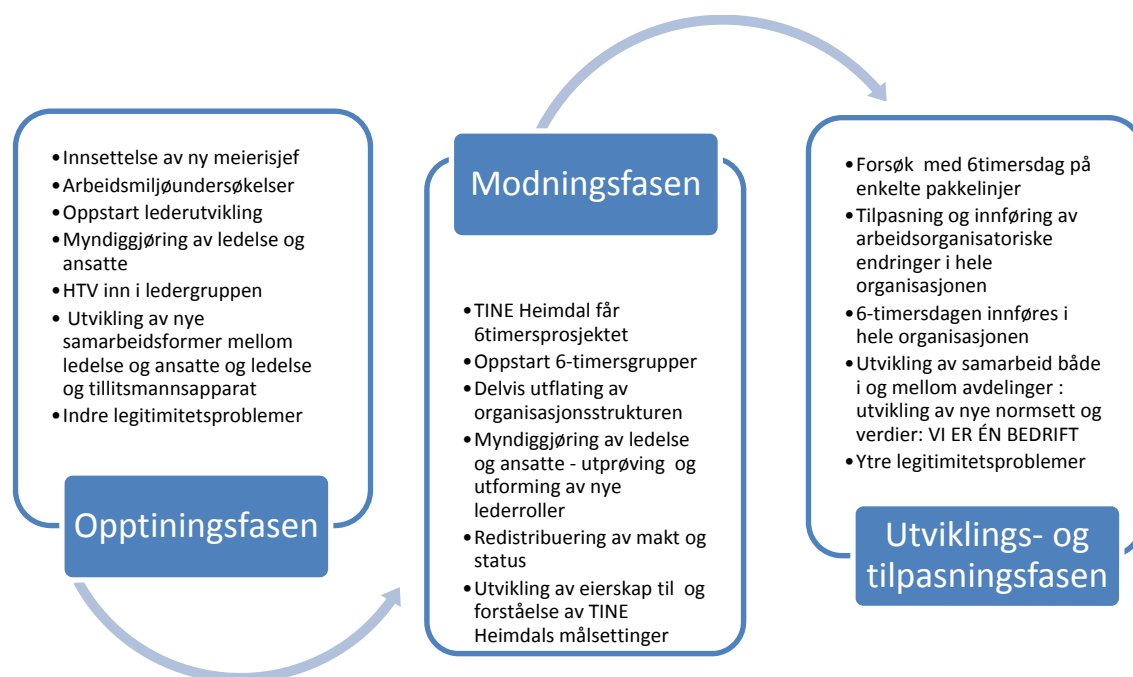 •Innsettelse av ny meierisjef
•Arbeidsmiljøundersøkelser
•Oppstart lederutvikling
•Myndiggjøring av ledelse og
ansatte
•HTV inn i ledergruppen
• Utvikling av nye
samarbeidsformer mellom
ledelse og ansatte og ledelse
og tillitsmannsapparat
•Indre legitimitetsproblemer
Opptiningsfasen
Modningsfasen
•TINE Heimdal får
6timersprosjektet
•Oppstart 6-timersgrupper
•Delvis utflating av
organisasjonsstrukturen
•Myndiggjøring av ledelse
og ansatte - utprøving og
utforming av nye
lederroller
•Redistribuering av makt og
status
•Utvikling av eierskap til og
forståelse av TINE
Heimdals målsettinger
•Forsøk med 6timersdag på
enkelte pakkelinjer
•Tilpasning og innføring av
arbeidsorganisatoriske
endringer i hele
organisasjonen
•6-timersdagen innføres i
hele organisasjonen
•Utvikling av samarbeid både
i og mellom avdelinger :
utvikling av nye normsett og
verdier: VI ER ÉN BEDRIFT
•Ytre legitimitetsproblemer
Utviklings- og
tilpasningsfasen